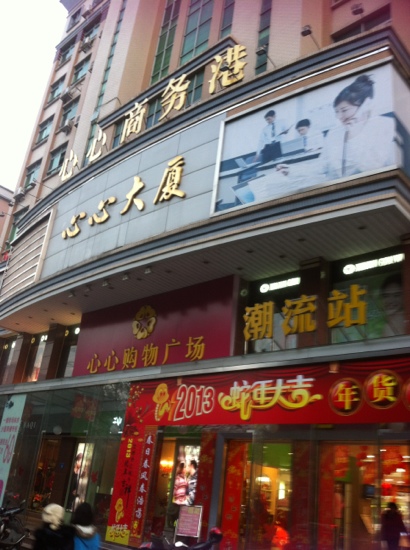 心心商务港
心心大厦
潮流站
心心购物广场
2013 蛇年大吉 年货